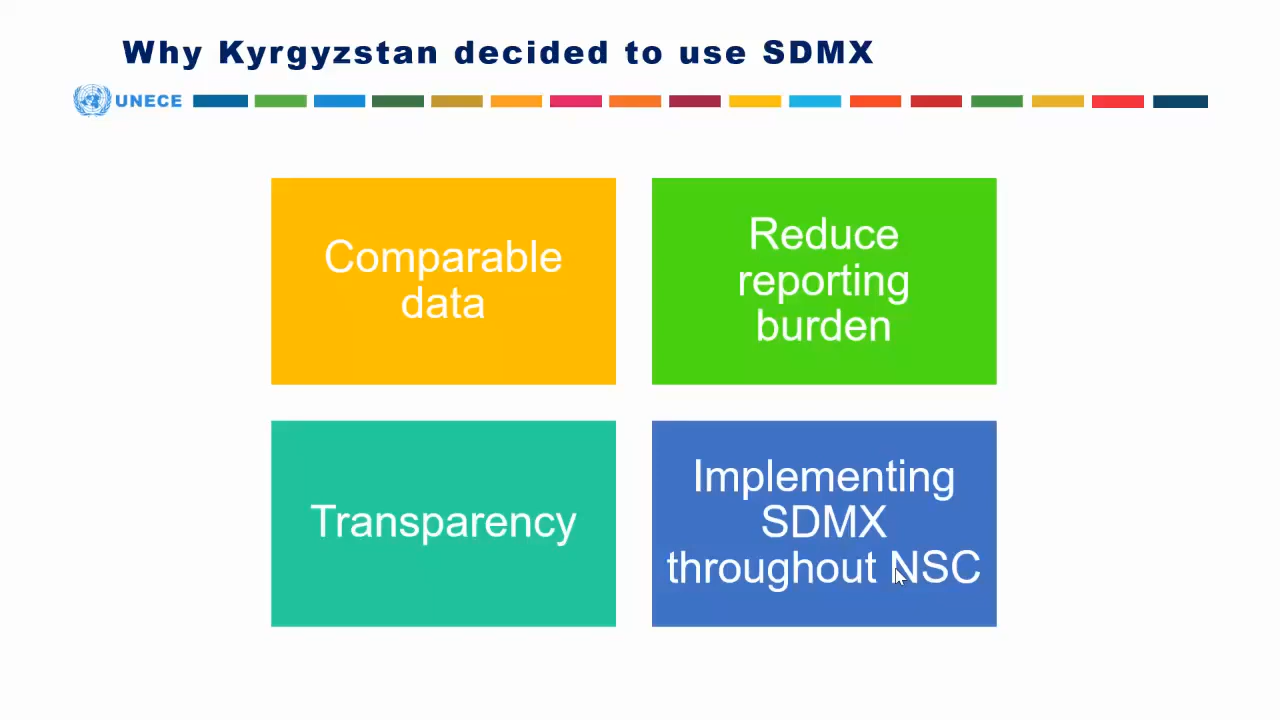 Why Kyrgyzstan decided to use SDMX
UNECE
Comparable
data
Reduce
reporting
burden
Transparency
Implementing
SDMX
throughout NSC